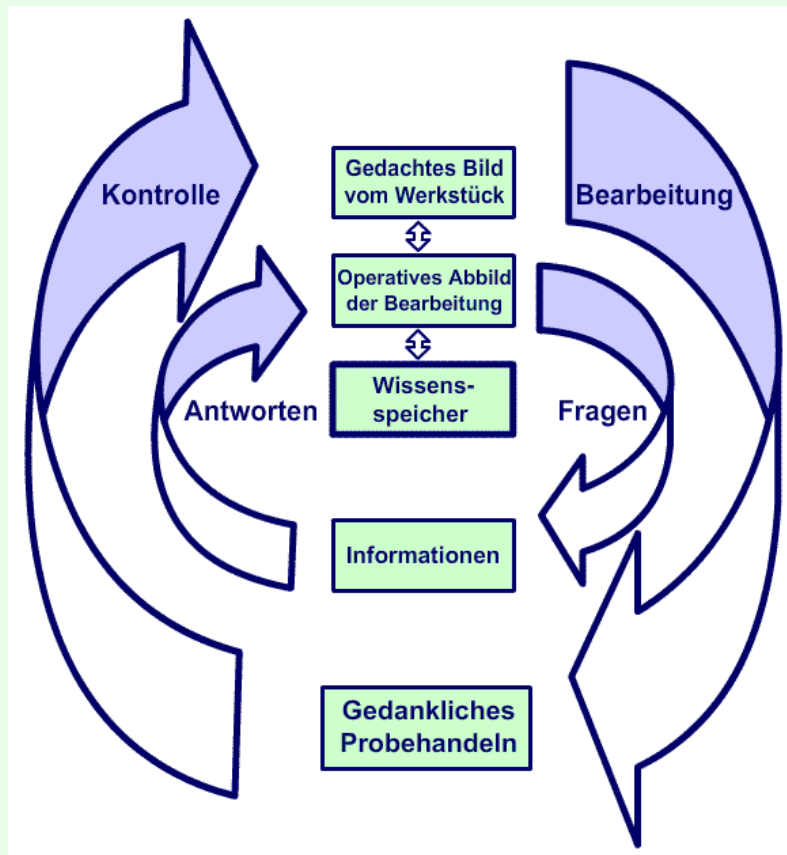 Gedachtes Bild
vom Werkstück
Kontrolle
Bearbeitung
Operatives Abbild
der Bearbeitung
Wissens-
speicher
Antworten
Fragen
Informationen
Gedankliches
Probehandeln